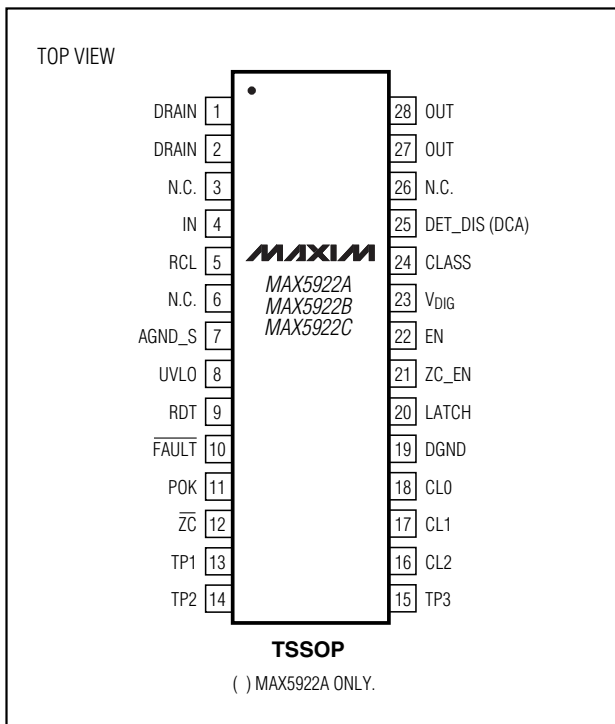 TOP VIEW
DRAIN 1
DRAIN 2
N.C. 3
IN 4
RCL 5
N.C. 6
AGND_S 7
UVLO 8
RDT 9
FAULT 10
POK 11
ZC 12
TP1 13
TP2 14
MAXIM
MAX5922A
MAX5922B
MAX5922C
28 OUT
27 OUT
26 N.C.
25 DET_DIS (DCA)
24 CLASS
23 VDIG
22 EN
21 ZC_EN
20 LATCH
19 DGND
18 CL0
17 CL1
16 CL2
15 TP3
TSSOP
( ) MAX5922A ONLY.